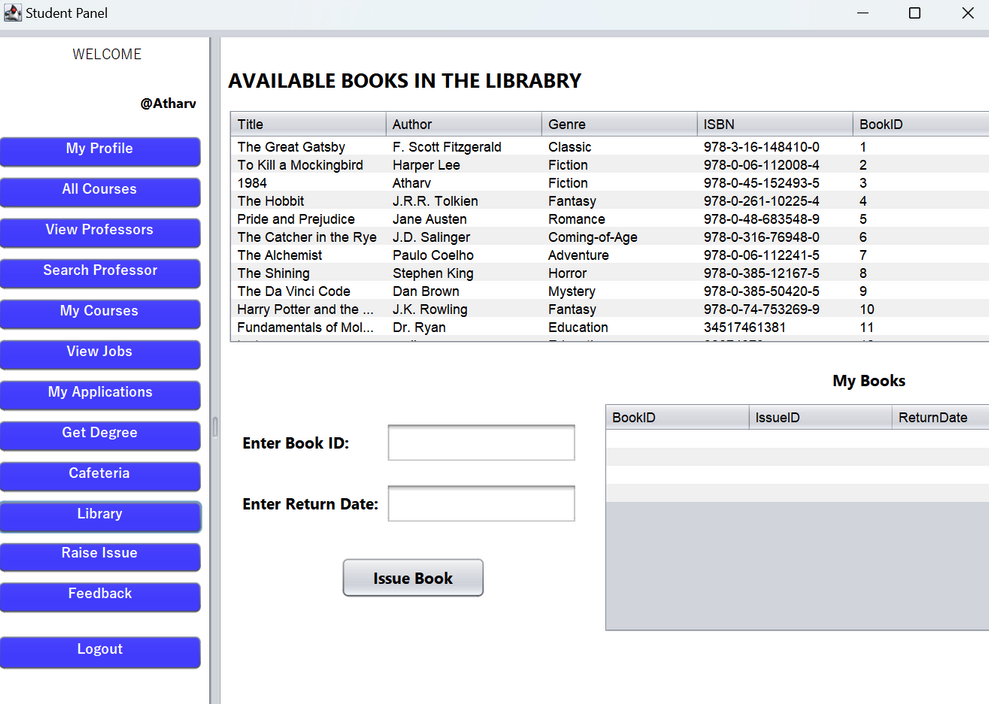 Student Panel
WELCOME
@Atharv
My Profile
All Courses
View Professors
Search Professor
My Courses
View Jobs
My Applications
Get Degree
Cafeteria
Library
Raise Issue
Feedback
Logout
AVAILABLE BOOKS IN THE LIBRABRY
Title Author Genre ISBN BookID
The Great Gatsby F. Scott Fitzgerald Classic 978-3-16-148410-0 1
To Kill a Mockingbird Harper Lee Fiction 978-0-06-112008-4 2
1984 Atharv Fiction 978-0-45-152493-5 3
The Hobbit J.R.R. Tolkien Fantasy 978-0-261-10225-4 4
Pride and Prejudice Jane Austen Romance 978-0-48-683548-9 5
The Catcher in the Rye J.D. Salinger Coming-of-Age 978-0-316-76948-0 6
The Alchemist Paulo Coelho Adventure 978-0-06-112241-5 7
The Shining Stephen King Horror 978-0-385-12167-5 8
The Da Vinci Code Dan Brown Mystery 978-0-385-50420-5 9
Harry Potter and the ... J.K. Rowling Fantasy 978-0-74-753269-9 10
Fundamentals of Mol... Dr. Ryan Education 34517461381 11
My Books
BookID IssueID ReturnDate
Enter Book ID:
Enter Return Date:
Issue Book